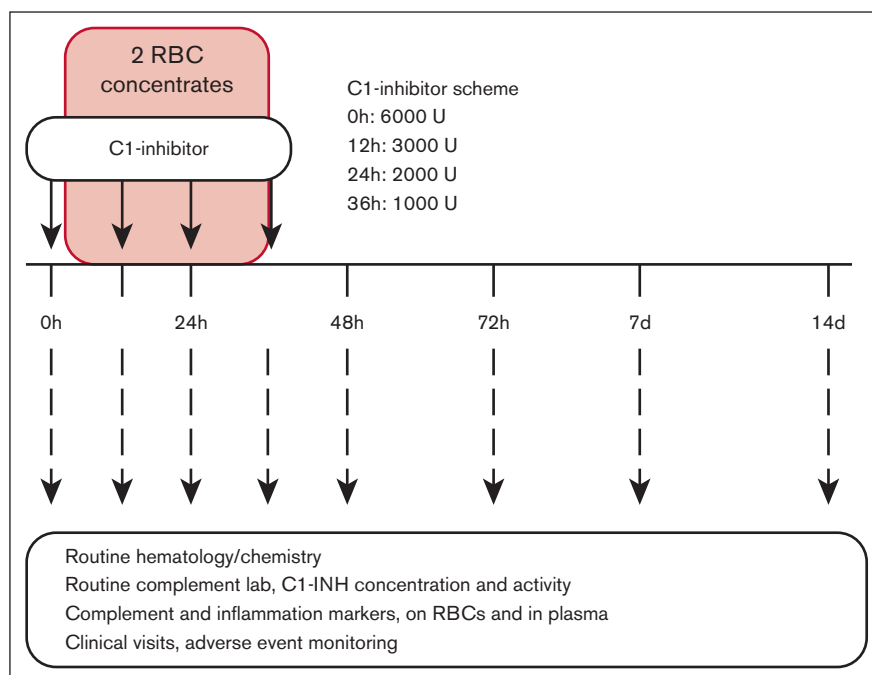 2 RBC
concentrates
C1-inhibitor
C1-inhibitor scheme
0h: 6000 U
12h: 3000 U
24h: 2000 U
36h: 1000 U
0h 24h 48h 72h 7d 14d
Routine hematology/chemistry
Routine complement lab, C1-INH concentration and activity
Complement and inflammation markers, on RBCs and in plasma
Clinical visits, adverse event monitoring